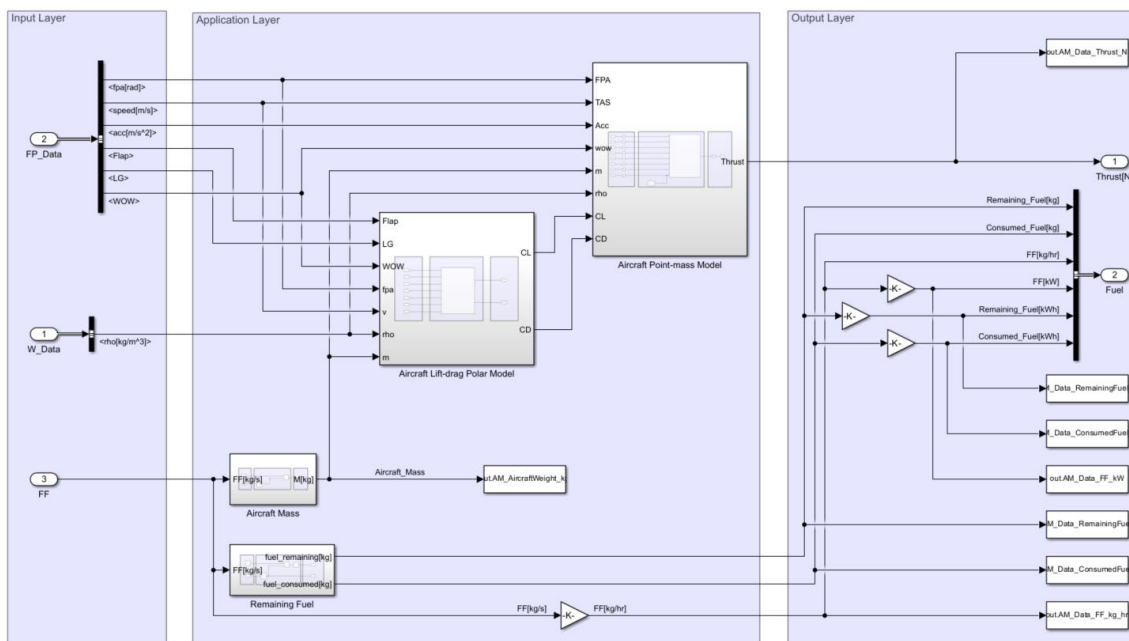 Input Layer
Application Layer
Output Layer
out.AM_Data_Thrust_N
FPA
<fpa[rad]>
TAS
<speed[m/s]>
Acc
<acc[m/s^2]>
2
FP_Data
wow
<Flap>
Thrust
1
Thrust[N
m
<LG>
rho
<WOW>
Remaining_Fuel[kg]
CL
Flap
Consumed_Fuel[kg]
CD
LG
CL
FF[kg/hr]
Aircraft Point-mass Model
WOW
2
Fuel
fpa
-K-
FF[kW]
v
-K-
Remaining_Fuel[kWh]
1
W_Data
rho
CD
<rho[kg/m^3]>
-K-
Consumed_Fuel[kWh]
m
Aircraft Lift-drag Polar Model
M_Data_RemainingFuel
M_Data_ConsumedFuel
3
FF
FF[kg/s]
M[kg]
Aircraft_Mass
ut.AM_AircraftWeight_k
out.AM_Data_FF_kW
Aircraft Mass
M_Data_RemainingFue
fuel_remaining[kg]
FF[kg/s]
fuel_consumed[kg]
M_Data_ConsumedFue
Remaining Fuel
FF[kg/s]
-K-
FF[kg/hr]
out.AM_Data_FF_kg_hr